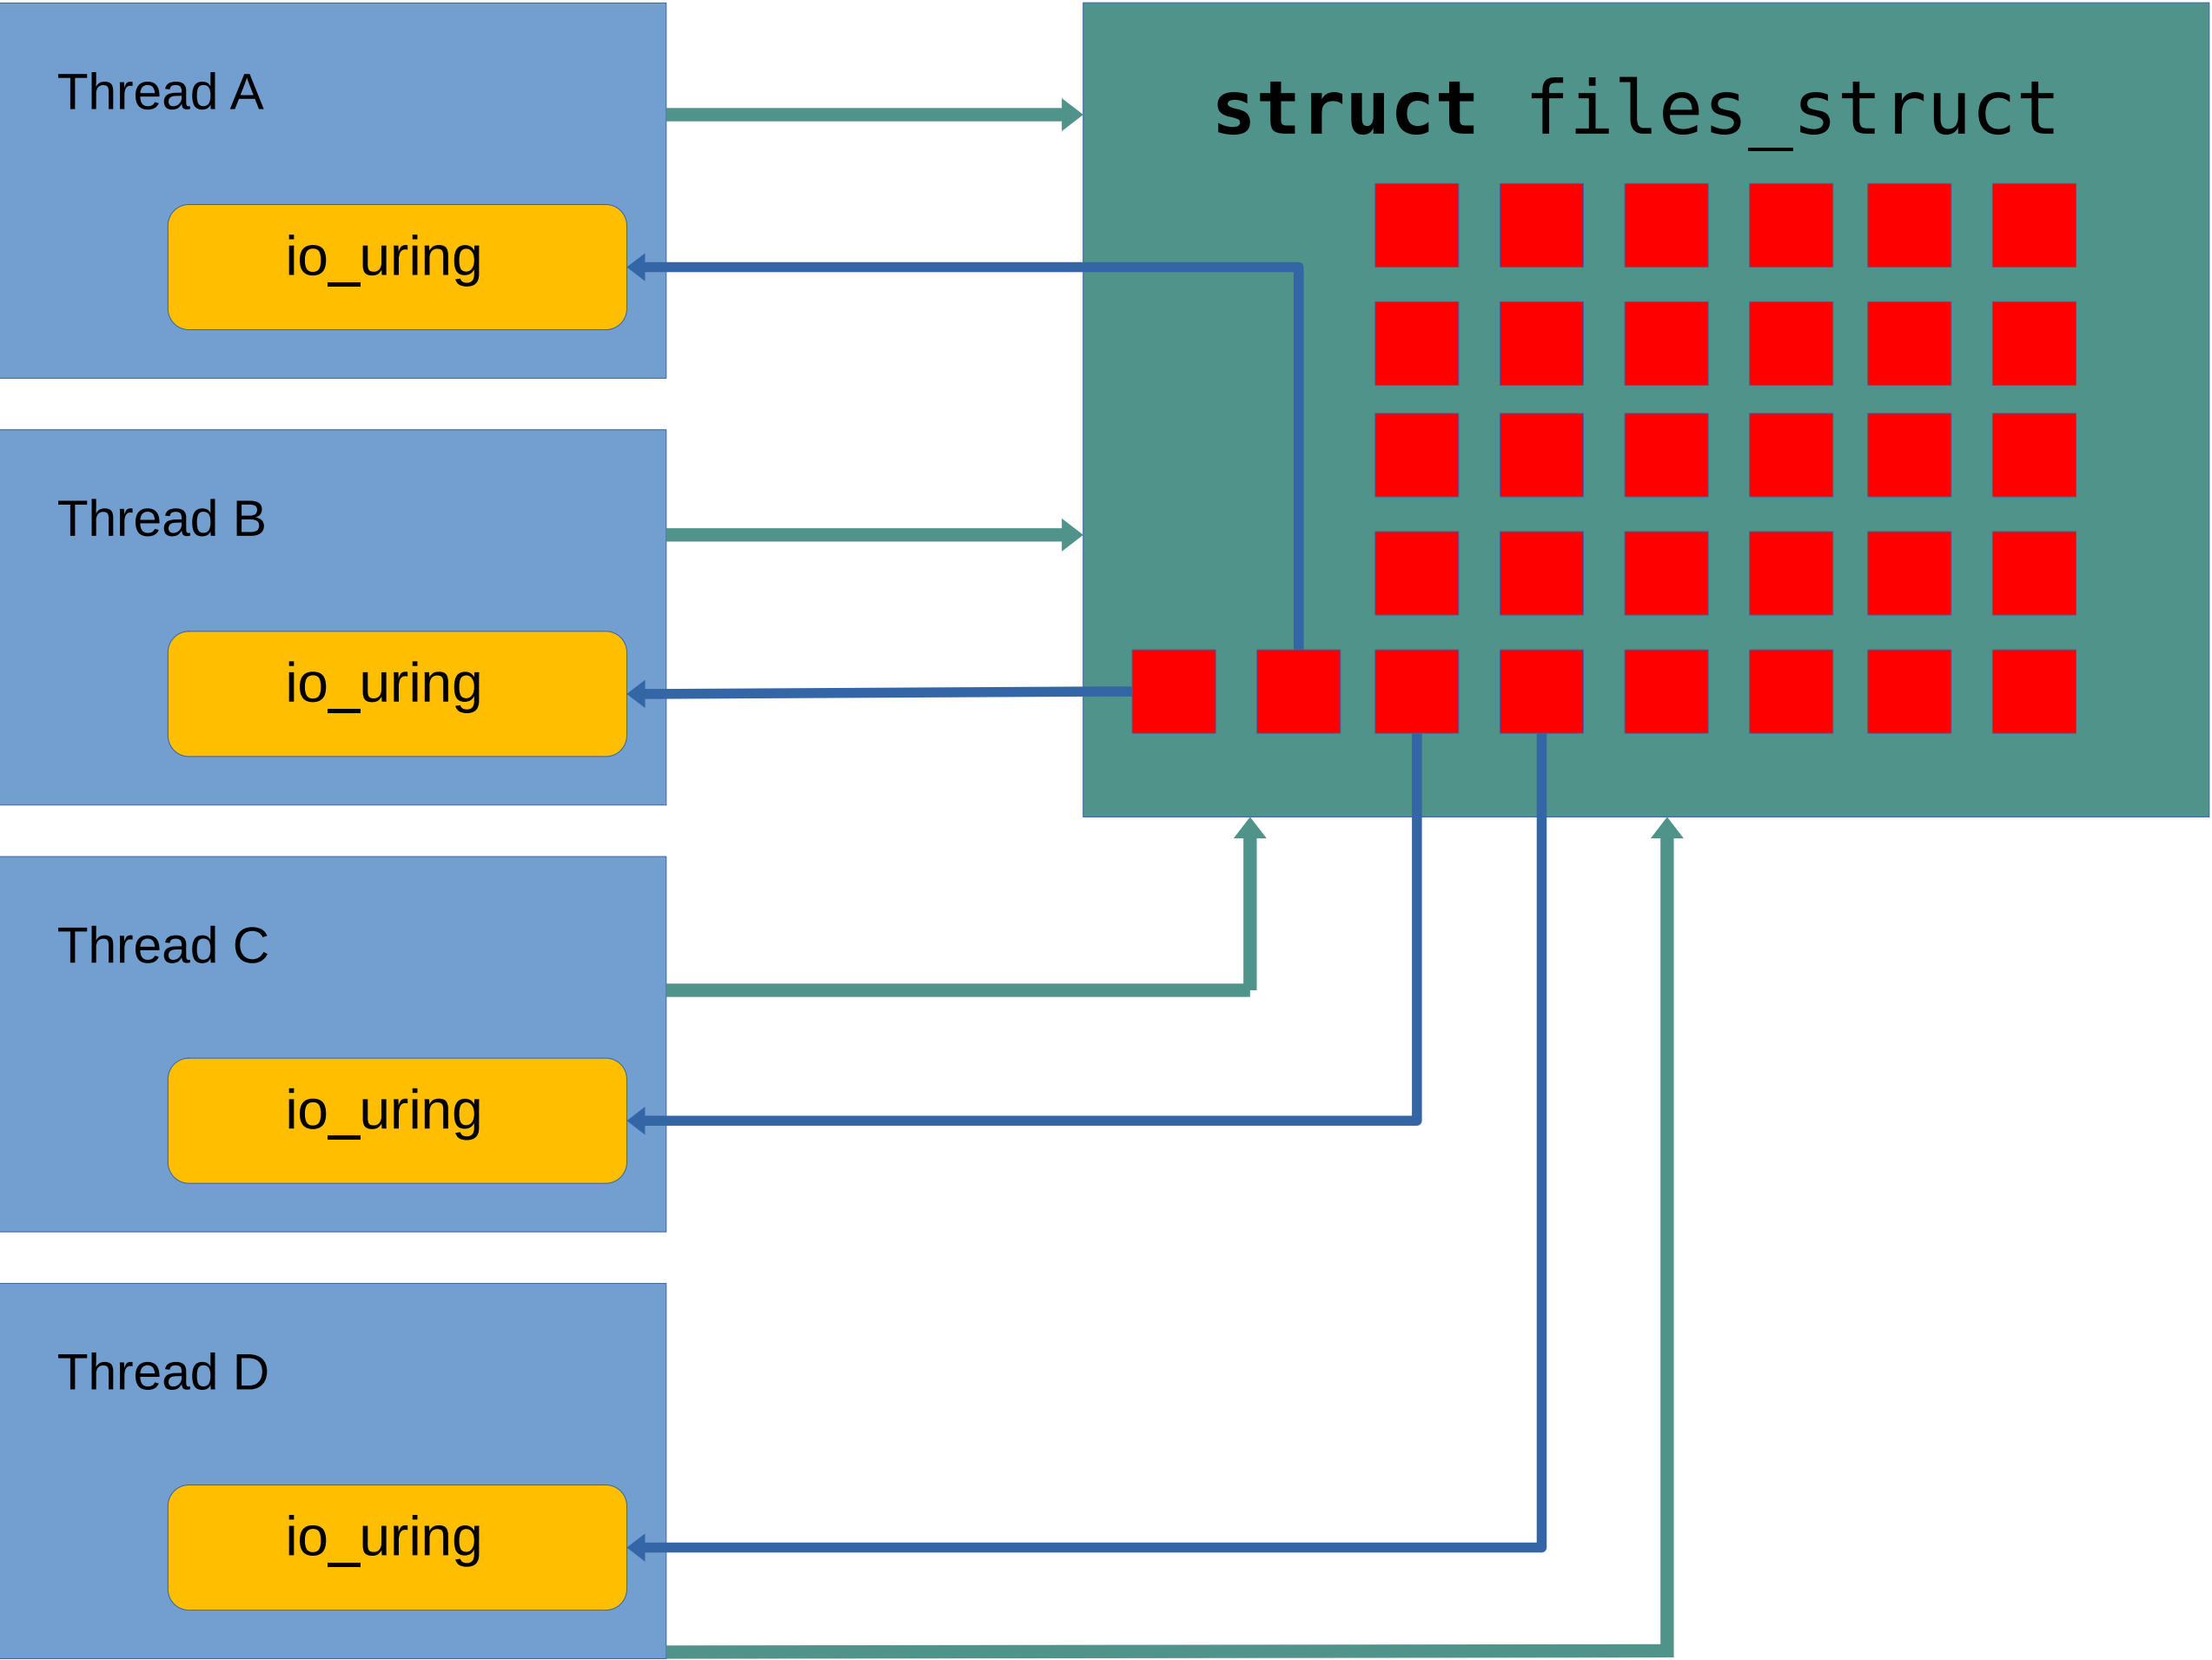 Thread A
io_uring
struct files_struct
Thread B
io_uring
Thread C
io_uring
Thread D
io_uring